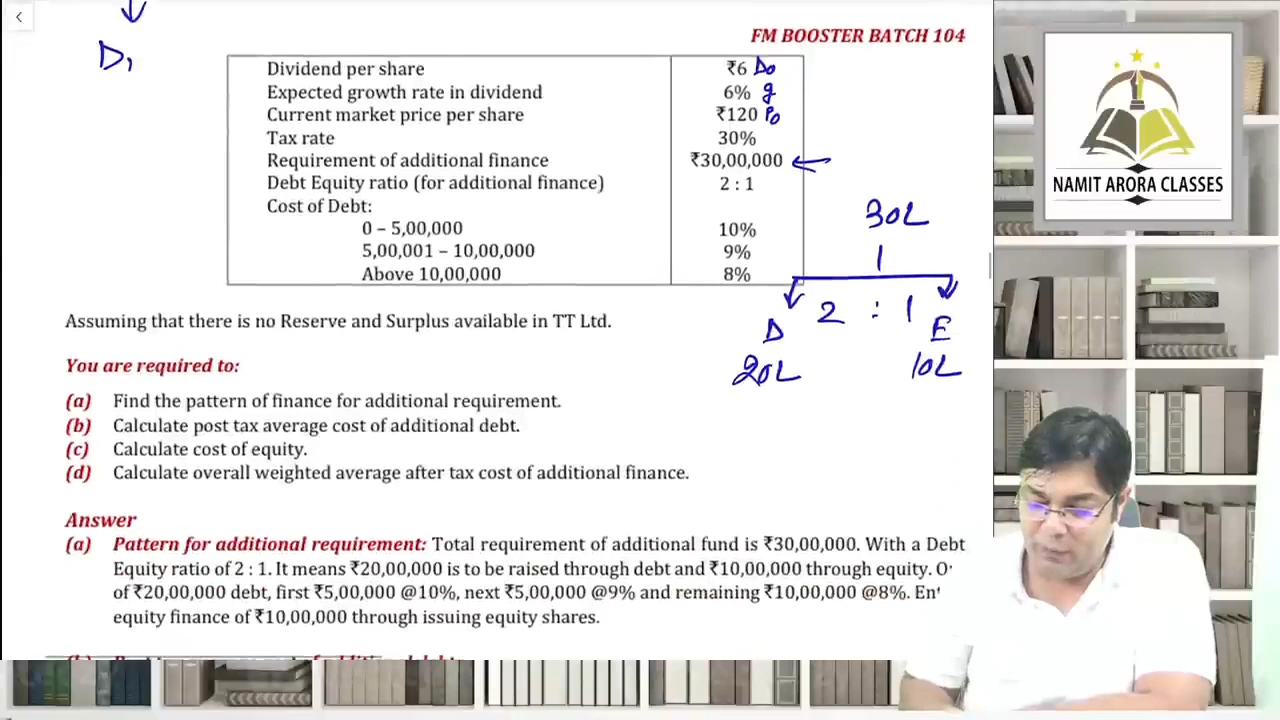 D₁
FM BOOSTER BATCH 104
Dividend per share ₹6 D₀
Expected growth rate in dividend 6% g
Current market price per share ₹120 P₀
Tax rate 30%
Requirement of additional finance ₹30,00,000
Debt Equity ratio (for additional finance) 2 : 1
Cost of Debt:
0 – 5,00,000 10%
5,00,001 – 10,00,000 9%
Above 10,00,000 8%
30L
2 : 1
D E
20L 10L
Assuming that there is no Reserve and Surplus available in TT Ltd.
You are required to:
(a) Find the pattern of finance for additional requirement.
(b) Calculate post tax average cost of additional debt.
(c) Calculate cost of equity.
(d) Calculate overall weighted average after tax cost of additional finance.
Answer
(a) Pattern for additional requirement: Total requirement of additional fund is ₹30,00,000. With a Debt
Equity ratio of 2 : 1. It means ₹20,00,000 is to be raised through debt and ₹10,00,000 through equity.
of ₹20,00,000 debt, first ₹5,00,000 @10%, next ₹5,00,000 @9% and remaining ₹10,00,000 @8%.
equity finance of ₹10,00,000 through issuing equity shares.
NAMIT ARORA CLASSES